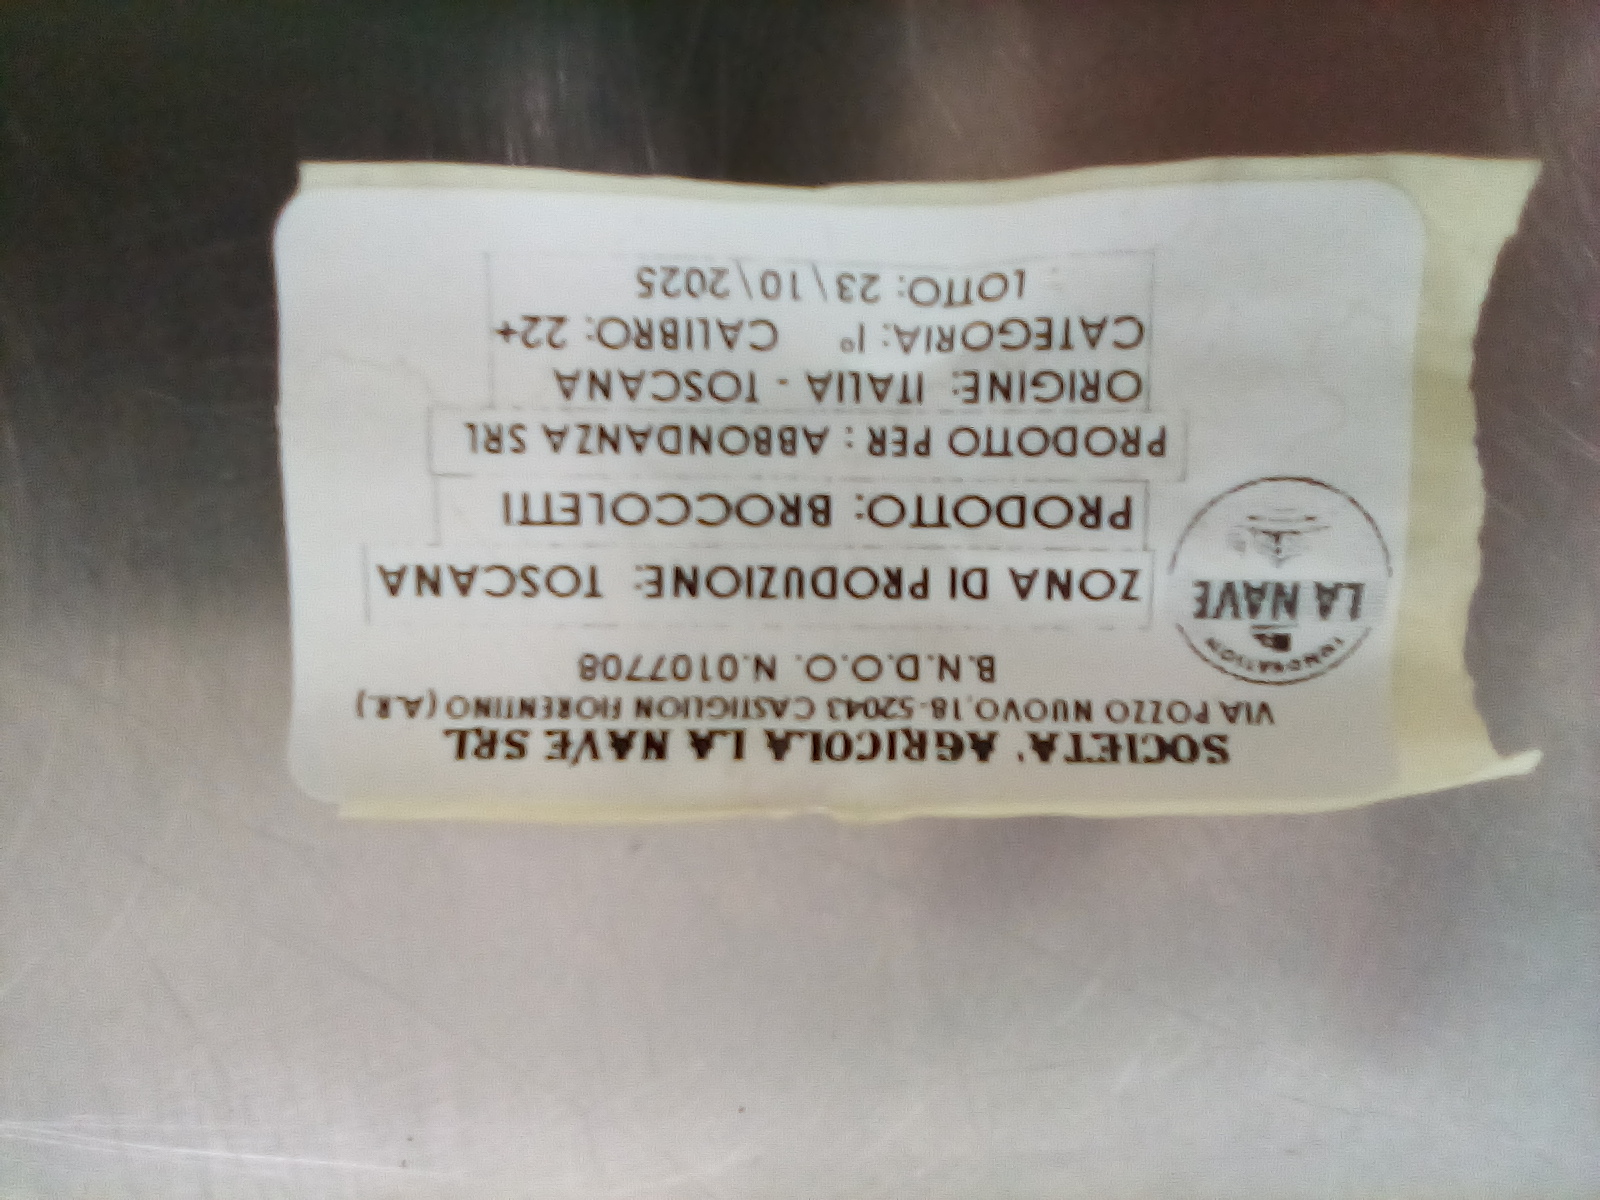 SOCIETA' AGRICOLA LA NAVE SRL
VIA POZZO NUOVO,18-52043 CASTIGLION FIORENTINO (A.R.)
B.N.D.O.O. N.0107708
INNOVATION
LA NAVE
ZONA DI PRODUZIONE: TOSCANA
PRODOTTO: BROCCOLETTI
PRODOTTO PER : ABBONDANZA SRL
ORIGINE: ITALIA - TOSCANA
CATEGORIA: I° CALIBRO: 22+
LOTTO: 23\10\2025